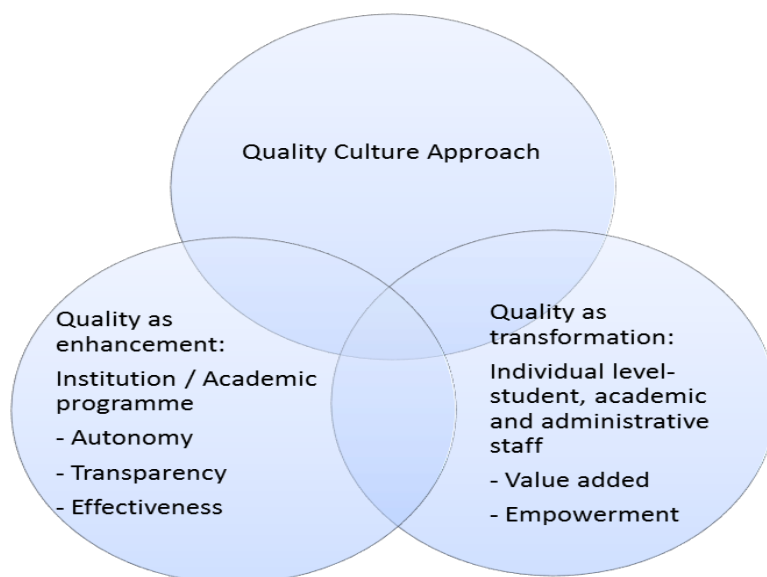 Quality Culture Approach
Quality as
enhancement:
Institution / Academic
programme
- Autonomy
- Transparency
- Effectiveness
Quality as
transformation:
Individual level-
student, academic
and administrative
staff
- Value added
- Empowerment